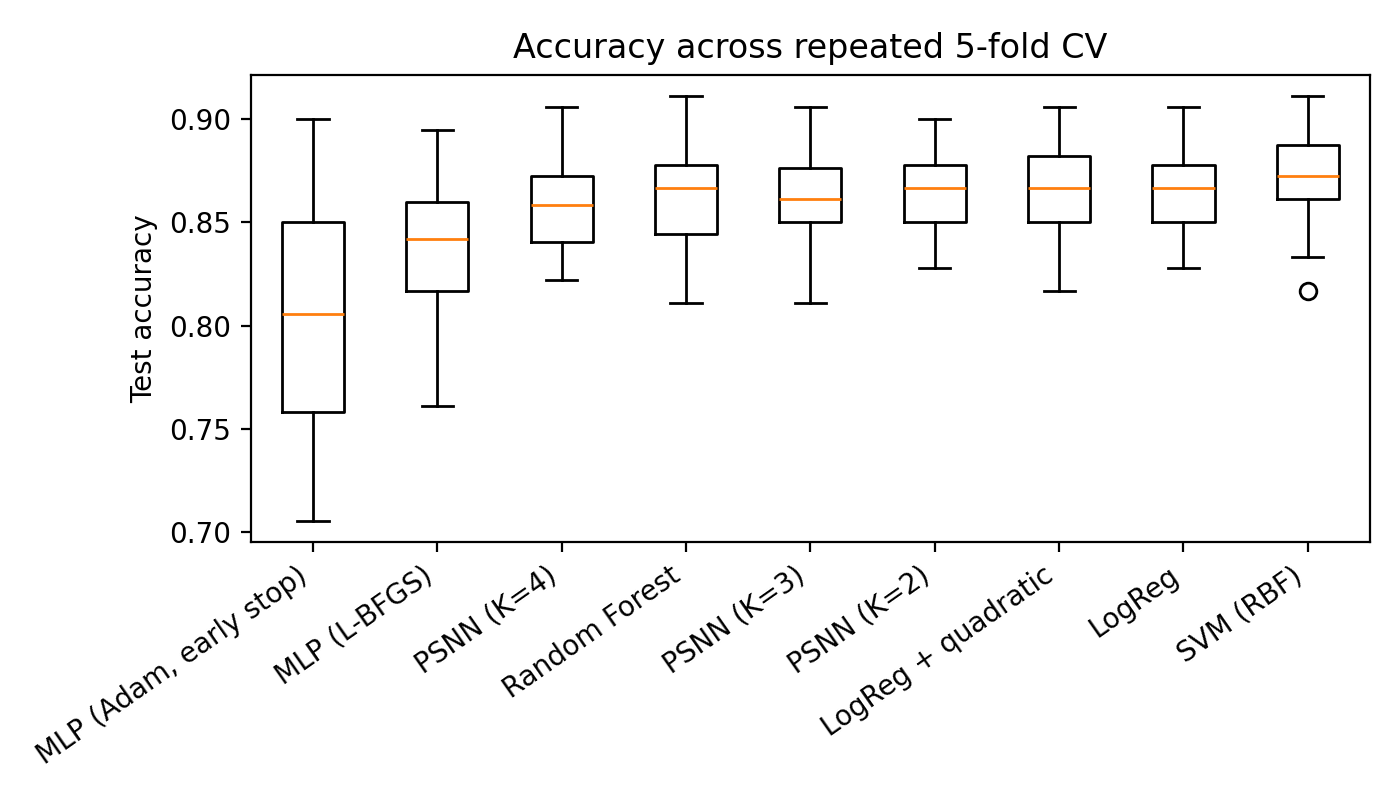 Accuracy across repeated 5-fold CV
Test accuracy
0.90
0.85
0.80
0.75
0.70
MLP (Adam, early stop)
MLP (L-BFGS)
PSNN (K=4)
Random Forest
PSNN (K=3)
PSNN (K=2)
LogReg + quadratic
LogReg
SVM (RBF)